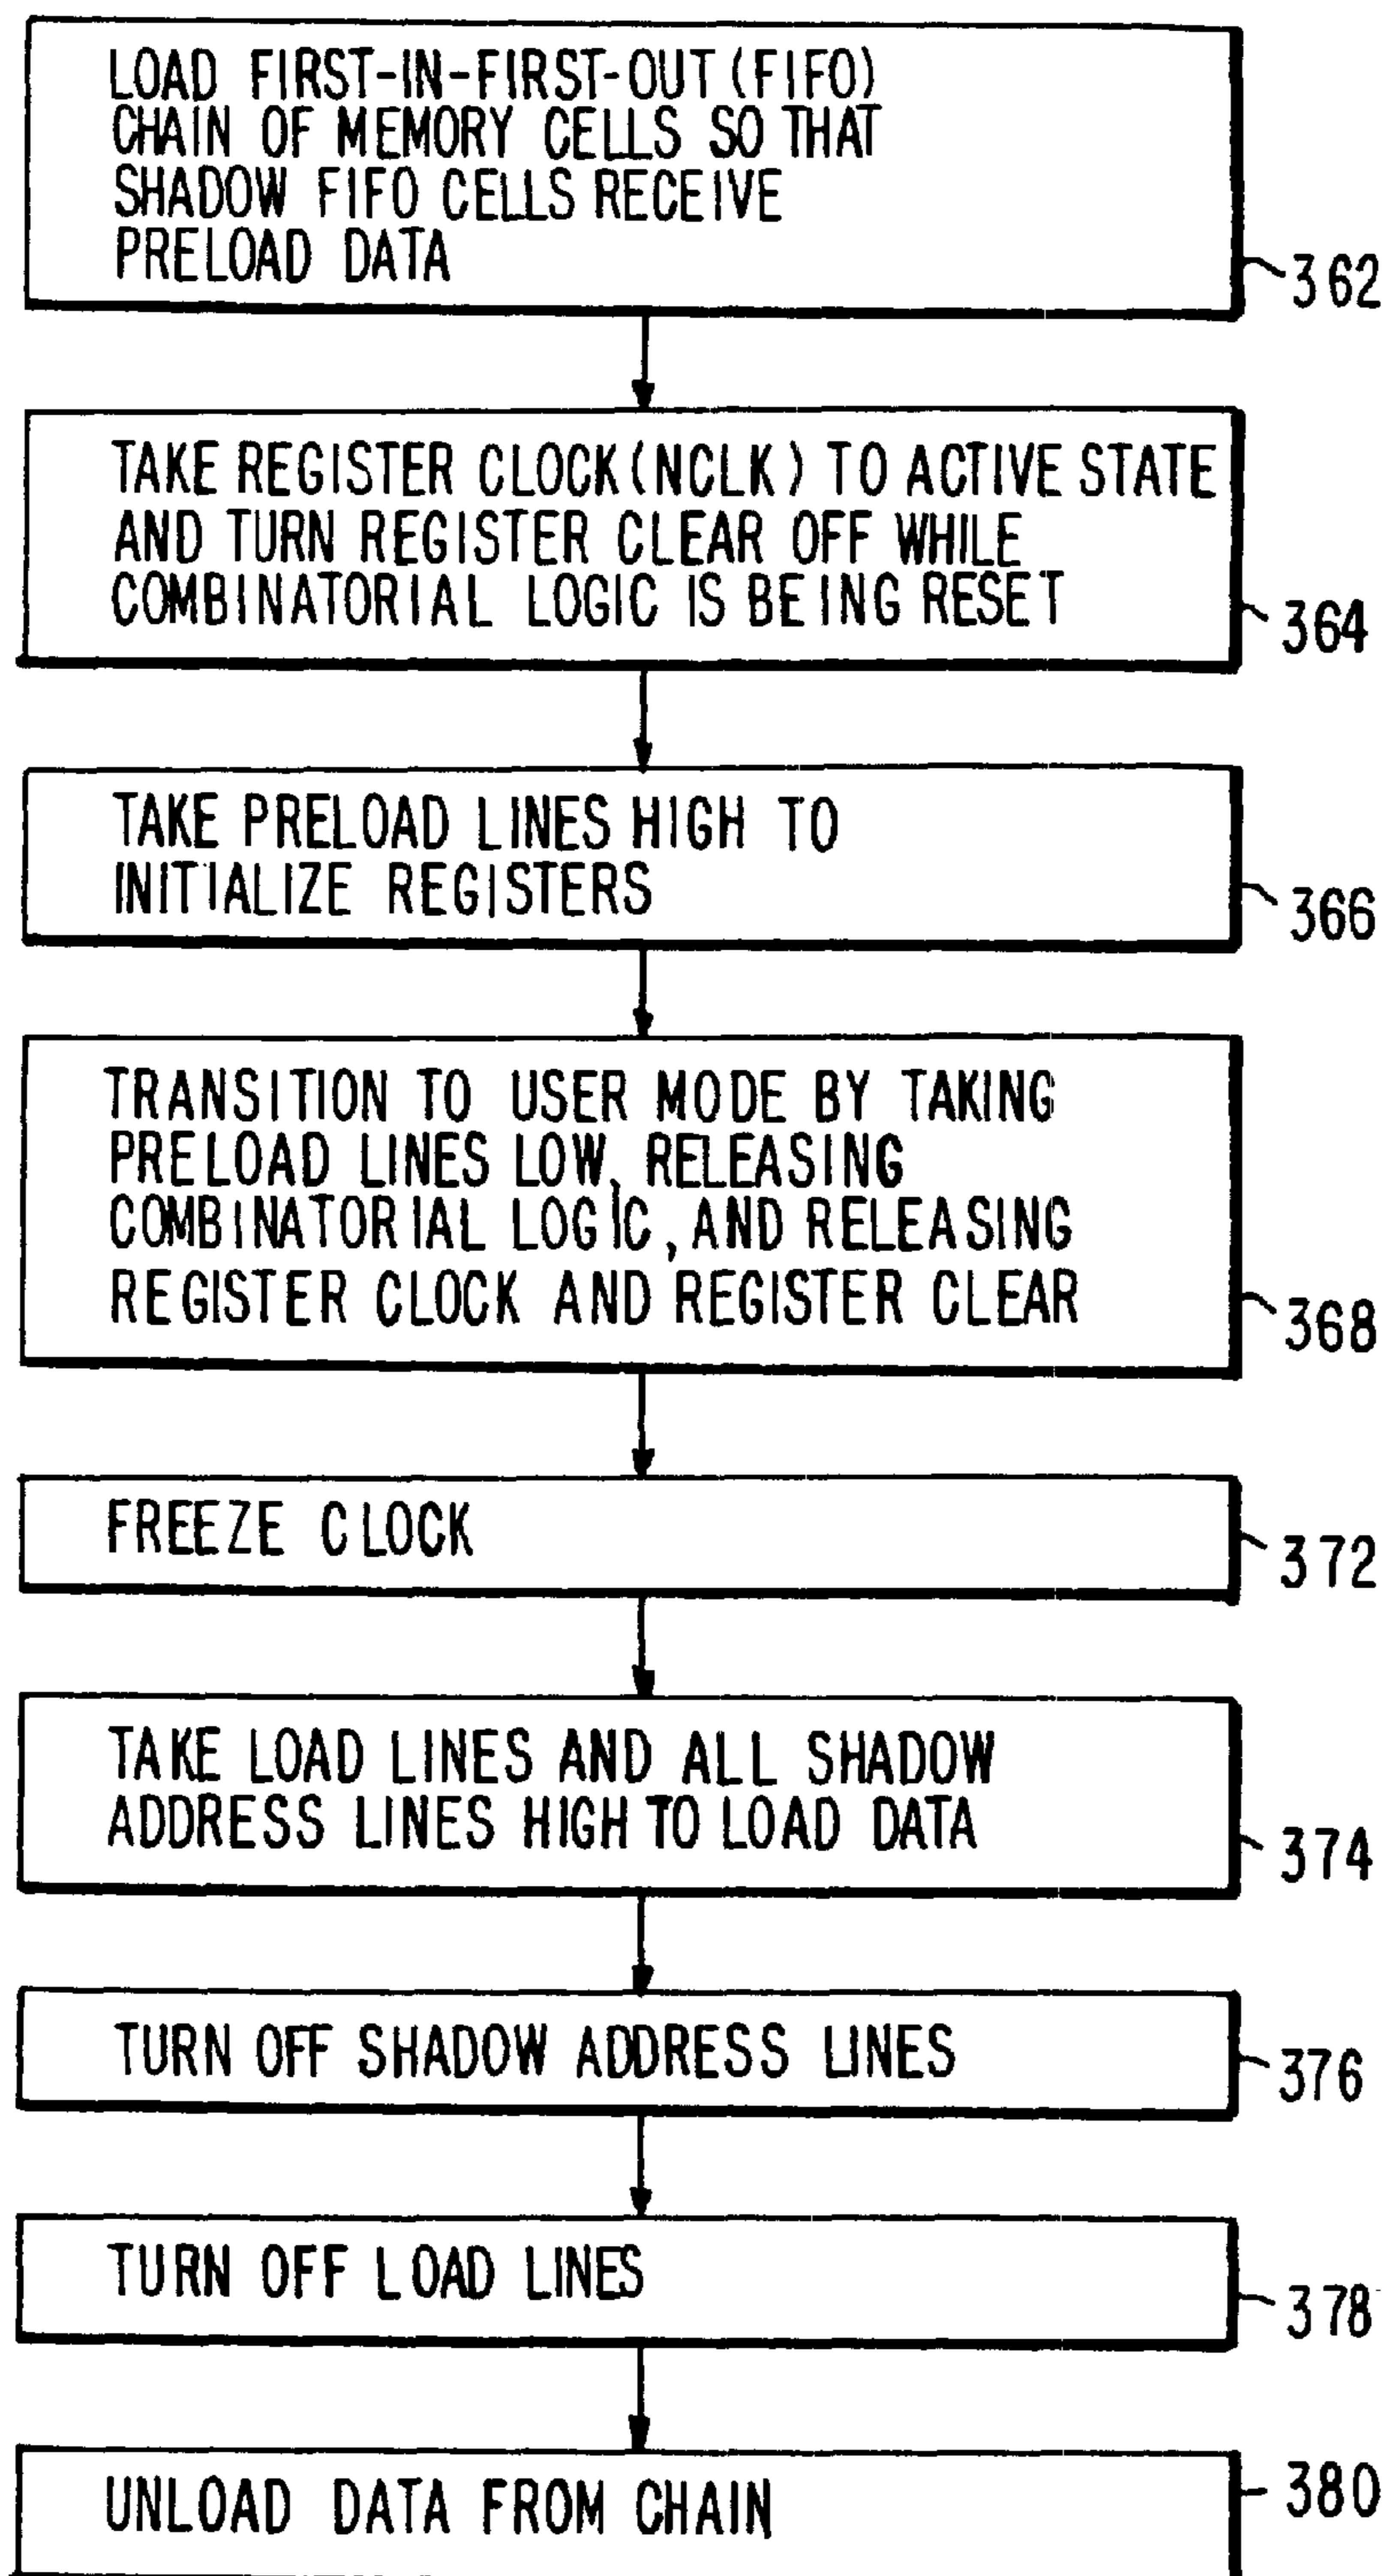 LOAD FIRST-IN-FIRST-OUT (FIFO)
CHAIN OF MEMORY CELLS SO THAT
SHADOW FIFO CELLS RECEIVE
PRELOAD DATA
362
TAKE REGISTER CLOCK (NCLK) TO ACTIVE STATE
AND TURN REGISTER CLEAR OFF WHILE
COMBINATORIAL LOGIC IS BEING RESET
364
TAKE PRELOAD LINES HIGH TO
INITIALIZE REGISTERS
366
TRANSITION TO USER MODE BY TAKING
PRELOAD LINES LOW, RELEASING
COMBINATORIAL LOGIC, AND RELEASING
REGISTER CLOCK AND REGISTER CLEAR
368
FREEZE CLOCK
372
TAKE LOAD LINES AND ALL SHADOW
ADDRESS LINES HIGH TO LOAD DATA
374
TURN OFF SHADOW ADDRESS LINES
376
TURN OFF LOAD LINES
378
UNLOAD DATA FROM CHAIN
380